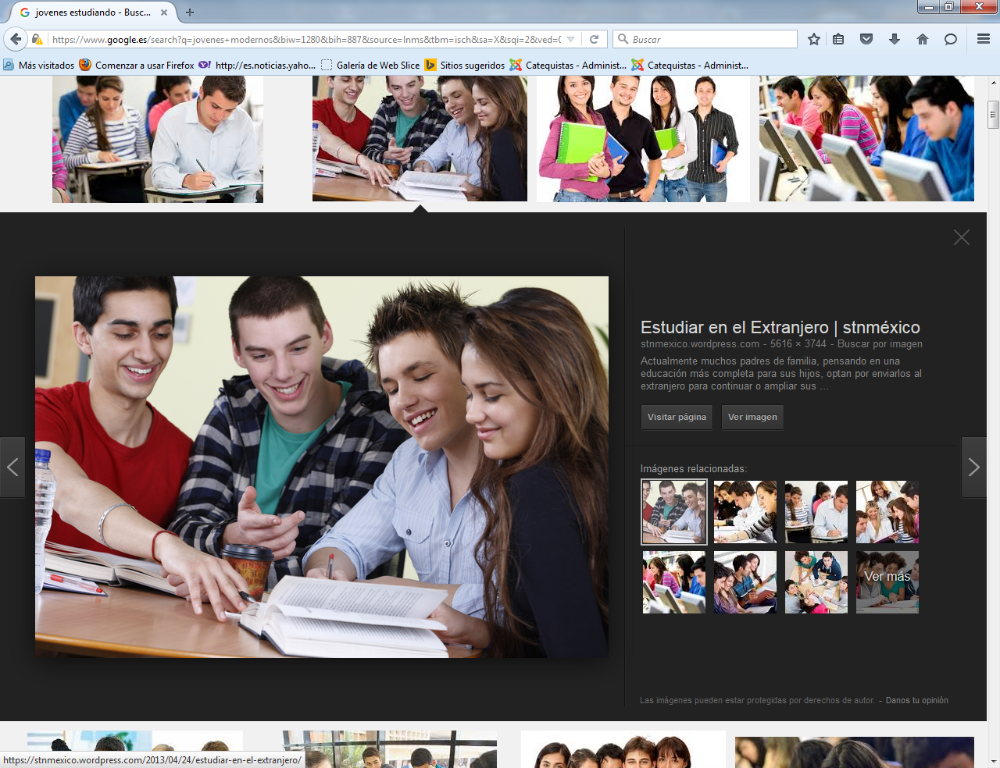 jovenes estudiando - Busc...
https://www.google.es/search?q=jovenes+modernos&biw=1280&bih=887&source=lnms&tbm=isch&sa=X&sqi=2&ved=0
Buscar
Más visitados
Comenzar a usar Firefox
http://es.noticias.yaho...
Galería de Web Slice
Sitios sugeridos
Catequistas - Administ...
Catequistas - Administ...
Estudiar en el Extranjero | stnméxico
stnmexico.wordpress.com - 5616 × 3744 - Buscar por imagen
Actualmente muchos padres de familia, pensando en una
educación más completa para sus hijos, optan por enviarlos al
extranjero para continuar o ampliar sus ...
Visitar página
Ver imagen
Imágenes relacionadas:
Ver más
Las imágenes pueden estar protegidas por derechos de autor. - Danos tu opinión
https://stnmexico.wordpress.com/2013/04/24/estudiar-en-el-extranjero/